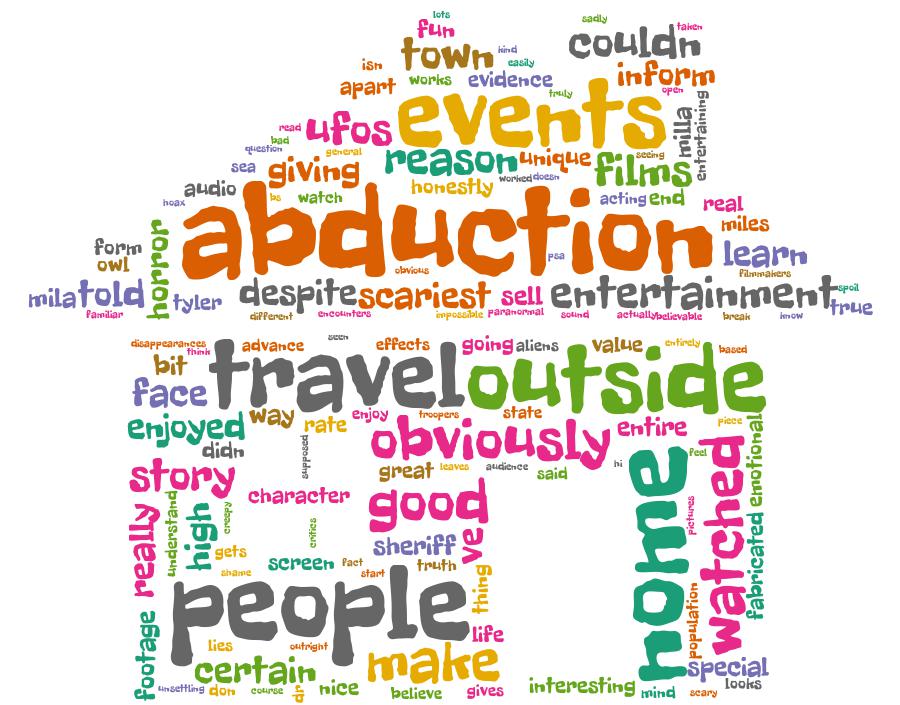 lots
fun
sadly
taken
town kind
couldn
isn
easily
apart works evidence
inform
truly
open
events
read ufos
milla
entertaining
bad
question general
reason unique
seeing
sea giving
films
worked doesn
audio
honestly
hoax
bs watch
acting end real
abduction
miles
form
owl
horror
obvious
psa
learn
filmmakers
mila told tyler despite scariest sell entertainment spoil
true
familiar
different encounters impossible paranormal sound actually believable break know
disappearances
think
advance
seen
effects going aliens value entirely
based
bit
face
travel outside
enjoyed way rate enjoy troopers state piece
didn
supposed
obviously entire
emotional
story
great leaves audience said
hi
feel
character
good
home
watched
really
understand
high
creepy
critics
ve
pictures
fabricated
gets
sheriff
screen fact truth
shame
start
people
thing
population
footage
lies outright
life
certain make
special
unsettling don course dr nice believe gives interesting mind scary looks